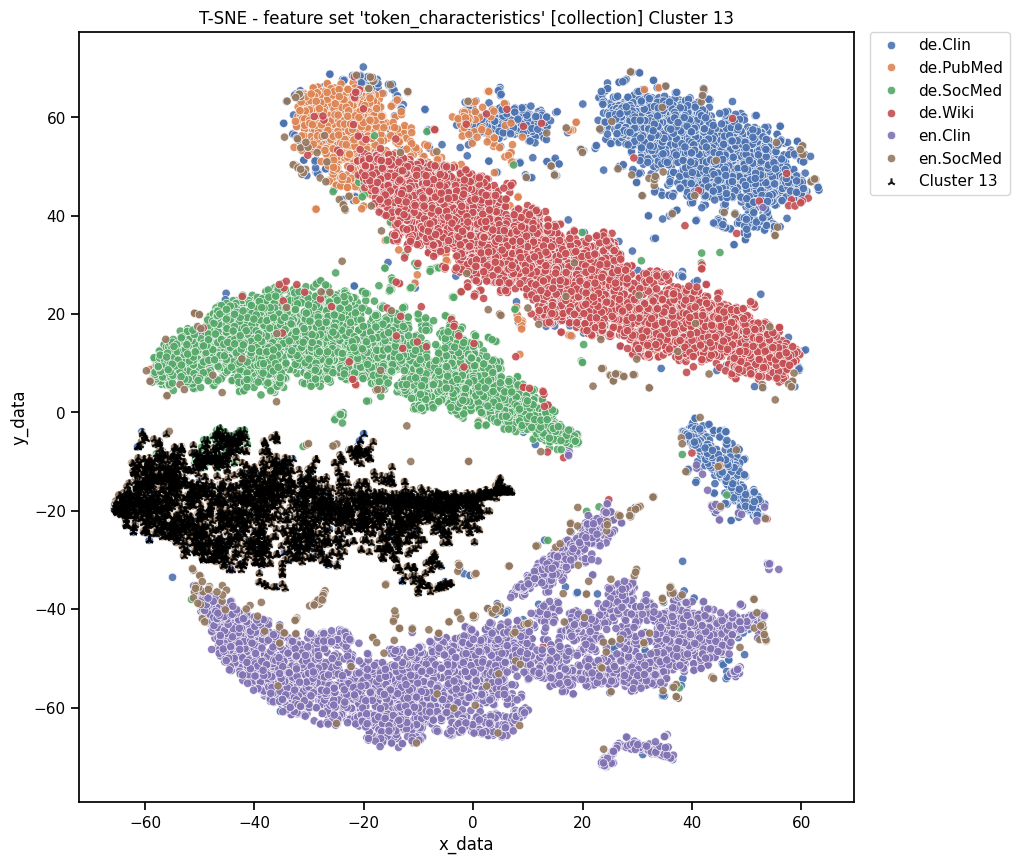 T-SNE - feature set 'token_characteristics' [collection] Cluster 13
de.Clin
de.PubMed
de.SocMed
de.Wiki
en.Clin
en.SocMed
Cluster 13
y_data
60
40
20
0
−20
−40
−60
−60 −40 −20 0 20 40 60
x_data